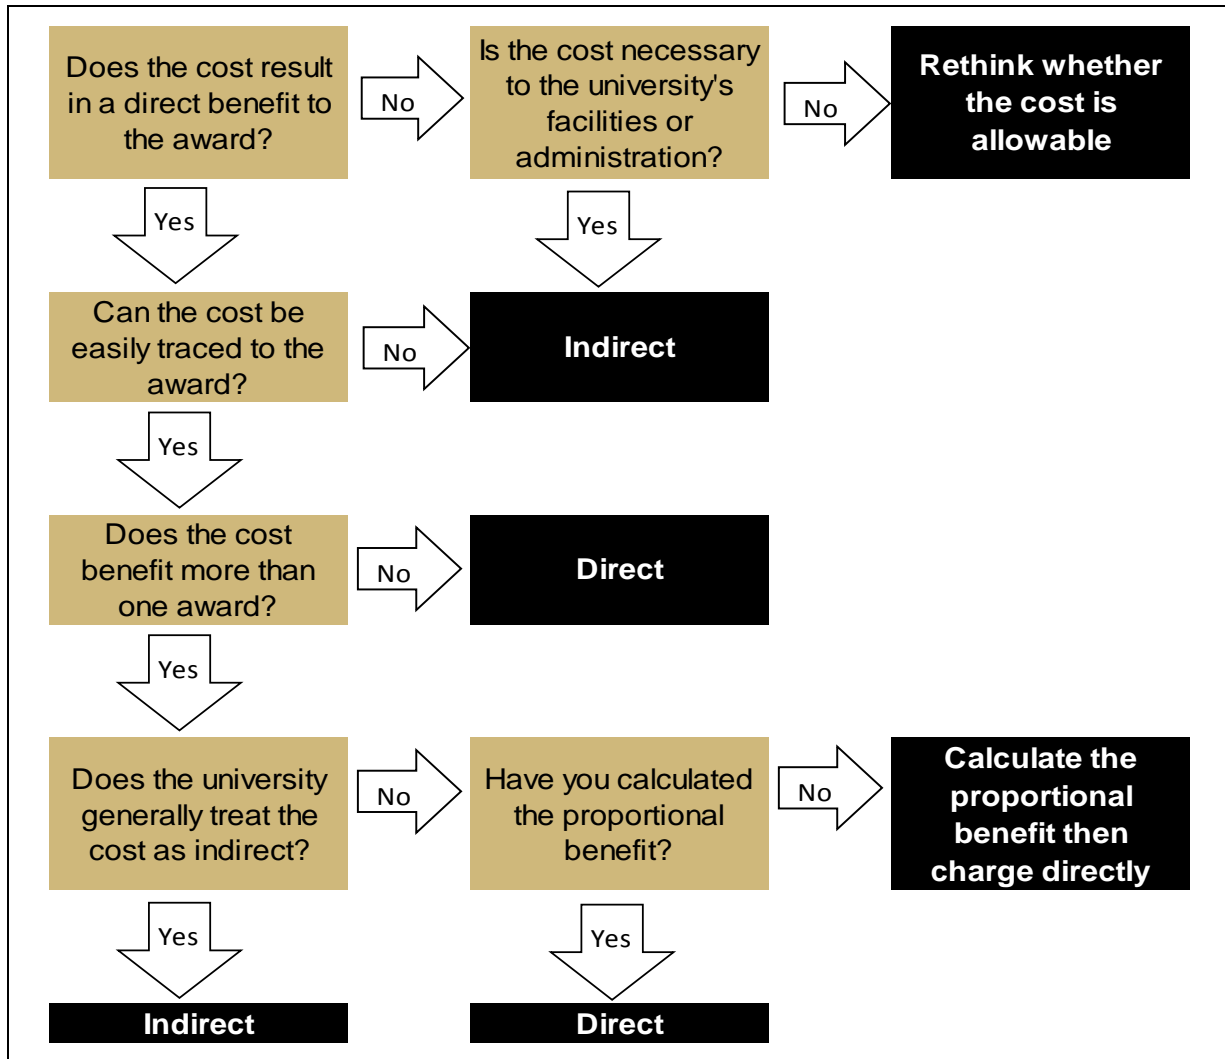 Does the cost result
in a direct benefit to
the award?
No
Is the cost necessary
to the university's
facilities or
administration?
No
Rethink whether
the cost is
allowable
Yes
Yes
Can the cost be
easily traced to the
award?
No
Indirect
Yes
Does the cost
benefit more than
one award?
No
Direct
Yes
Does the university
generally treat the
cost as indirect?
No
Have you calculated
the proportional
benefit?
No
Calculate the
proportional
benefit then
charge directly
Yes
Yes
Indirect
Direct